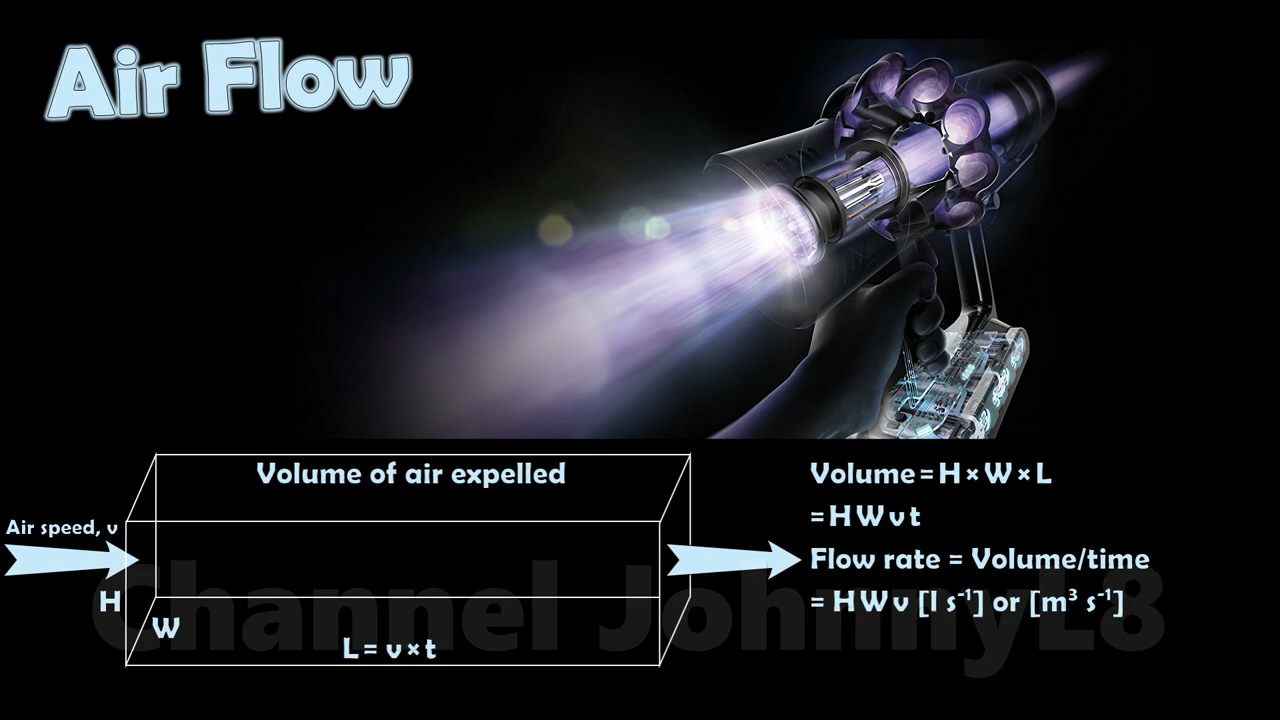 Air Flow
Volume of air expelled
Air speed, v
H
W
L = v × t
Volume = H × W × L
= H W v t
Flow rate = Volume/time
= H W v [l s⁻¹] or [m³ s⁻¹]
Channel JohnnyL8